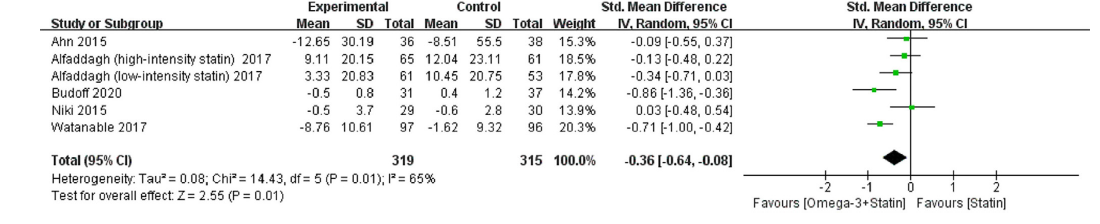 Experimental Control Std. Mean Difference Std. Mean Difference
Study or Subgroup Mean SD Total Mean SD Total Weight IV, Random, 95% CI IV, Random, 95% CI
Ahn 2015 -12.65 30.19 36 -8.51 55.5 38 15.3% -0.09 [-0.55, 0.37]
Alfaddagh (high-intensity statin) 2017 9.11 20.15 65 12.04 23.11 61 18.5% -0.13 [-0.48, 0.22]
Alfaddagh (low-intensity statin) 2017 3.33 20.83 61 10.45 20.75 53 17.8% -0.34 [-0.71, 0.03]
Budoff 2020 -0.5 0.8 31 0.4 1.2 37 14.2% -0.86 [-1.36, -0.36]
Niki 2015 -0.5 3.7 29 -0.6 2.8 30 13.9% 0.03 [-0.48, 0.54]
Watanable 2017 -8.76 10.61 97 -1.62 9.32 96 20.3% -0.71 [-1.00, -0.42]
Total (95% CI) 319 315 100.0% -0.36 [-0.64, -0.08]
Heterogeneity: Tau² = 0.08; Chi² = 14.43, df = 5 (P = 0.01); I² = 65%
Test for overall effect: Z = 2.55 (P = 0.01)
-2 -1 0 1 2
Favours [Omega-3+Statin] Favours [Statin]